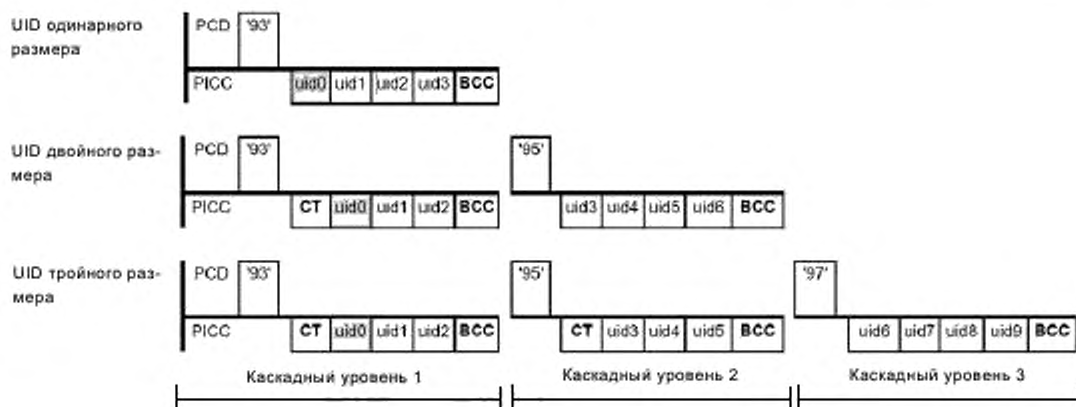 UID одинарного
размера
PCD '93'
PICC uid0 uid1 uid2 uid3 BCC
UID двойного раз-
мера
PCD '93' '95'
PICC CT uid0 uid1 uid2 BCC uid3 uid4 uid5 uid6 BCC
UID тройного раз-
мера
PCD '93' '95' '97'
PICC CT uid0 uid1 uid2 BCC CT uid3 uid4 uid5 BCC uid6 uid7 uid8 uid9 BCC
Каскадный уровень 1 Каскадный уровень 2 Каскадный уровень 3